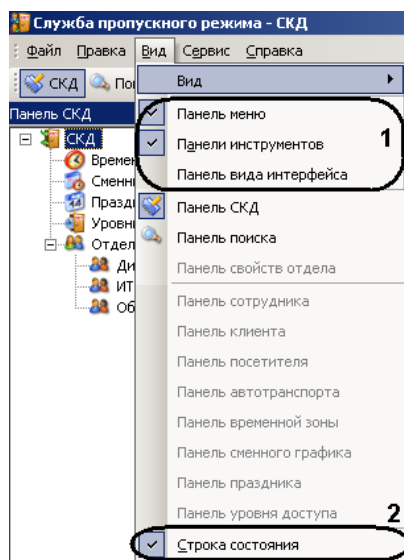 Служба пропускного режима - СКД
Файл Правка Вид Сервис Справка
СКД
Вид
Панель СКД
Панель меню
1
СКД
Панели инструментов
Панель вида интерфейса
Панель СКД
Панель поиска
Отдел
Панель свойств отдела
Панель сотрудника
Панель клиента
Панель посетителя
Панель автотранспорта
Панель временной зоны
Панель сменного графика
Панель праздника
Панель уровня доступа
2
Строка состояния